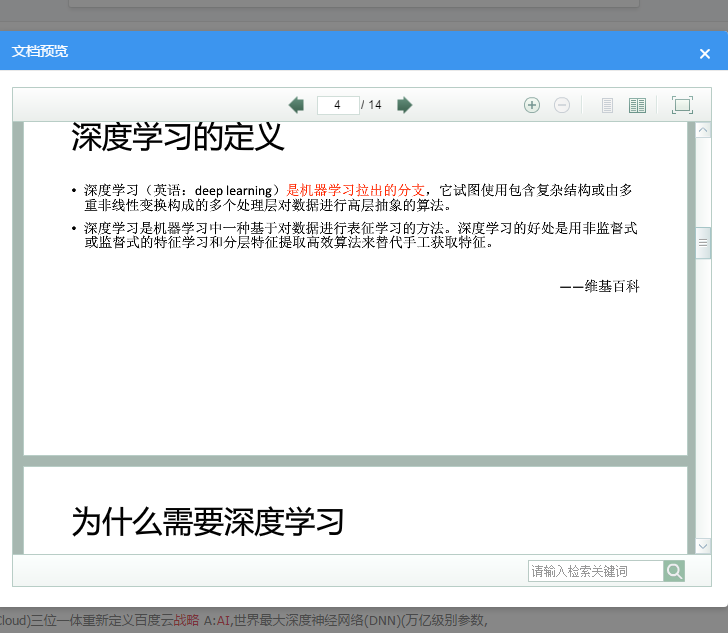 文档预览
4 / 14
深度学习的定义
• 深度学习（英语：deep learning）是机器学习拉出的分支，它试图使用包含复杂结构或由多
重非线性变换构成的多个处理层对数据进行高层抽象的算法。
• 深度学习是机器学习中一种基于对数据进行表征学习的方法。深度学习的好处是用非监督式
或监督式的特征学习和分层特征提取高效算法来替代手工获取特征。
——维基百科
为什么需要深度学习
请输入检索关键词
Cloud)三位一体重新定义百度云战略 A:AI,世界最大深度神经网络(DNN)(万亿级别参数,